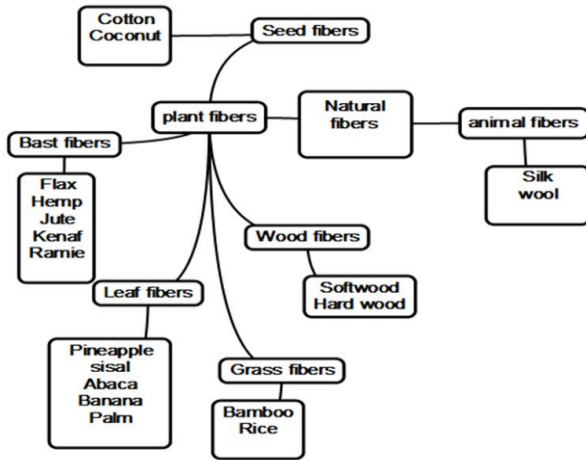 Cotton
Coconut
Seed fibers
plant fibers
Natural
fibers
animal fibers
Bast fibers
Flax
Hemp
Jute
Kenaf
Ramie
Silk
wool
Wood fibers
Softwood
Hard wood
Leaf fibers
Pineapple
sisal
Abaca
Banana
Palm
Grass fibers
Bamboo
Rice